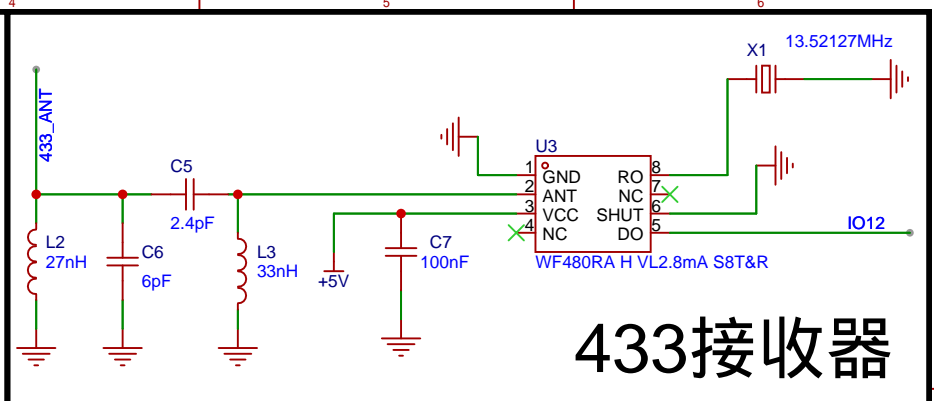 4 5 6
13.52127MHz
X1
433_ANT
U3
C5
1 GND RO 8
2 ANT NC 7
3 VCC SHUT 6
4 NC DO 5
2.4pF
IO12
L2
27nH
C6
6pF
L3
33nH
C7
100nF
+5V
WF480RA H VL2.8mA S8T&R
433接收器